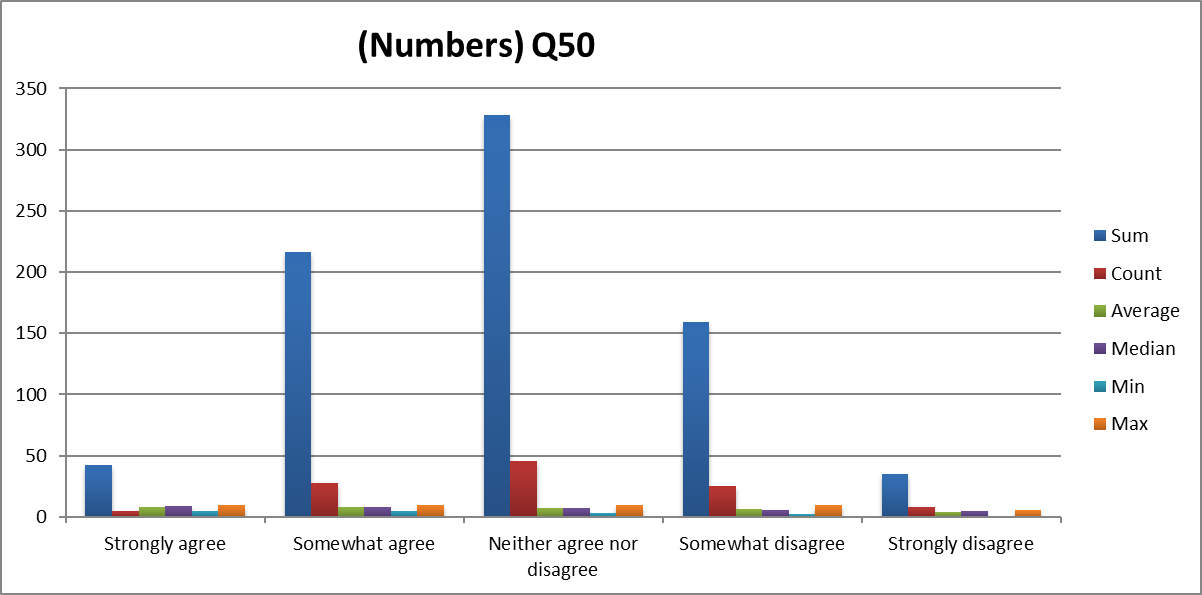 (Numbers) Q50
350
300
250
200
150
100
50
0
Strongly agree
Somewhat agree
Neither agree nor
disagree
Somewhat disagree
Strongly disagree
Sum
Count
Average
Median
Min
Max